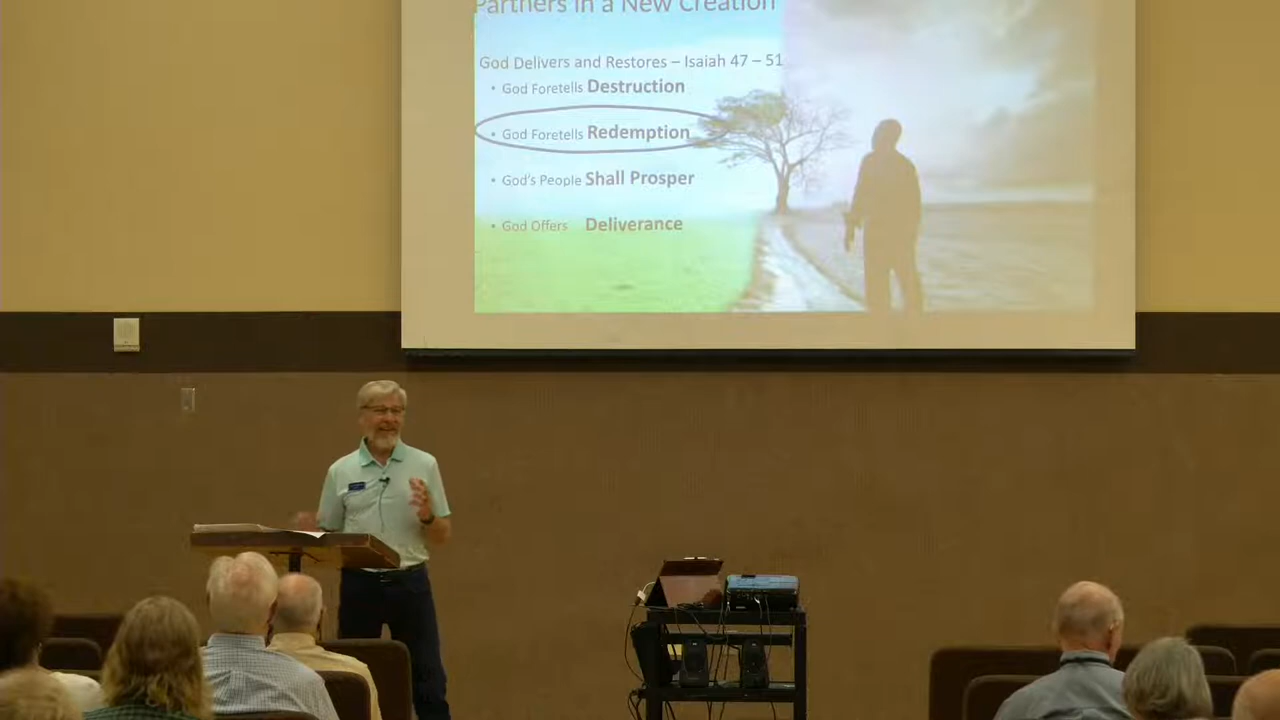 Partners in a New Creation
God Delivers and Restores – Isaiah 47 – 51
• God Foretells Destruction
• God Foretells Redemption
• God's People Shall Prosper
• God Offers Deliverance